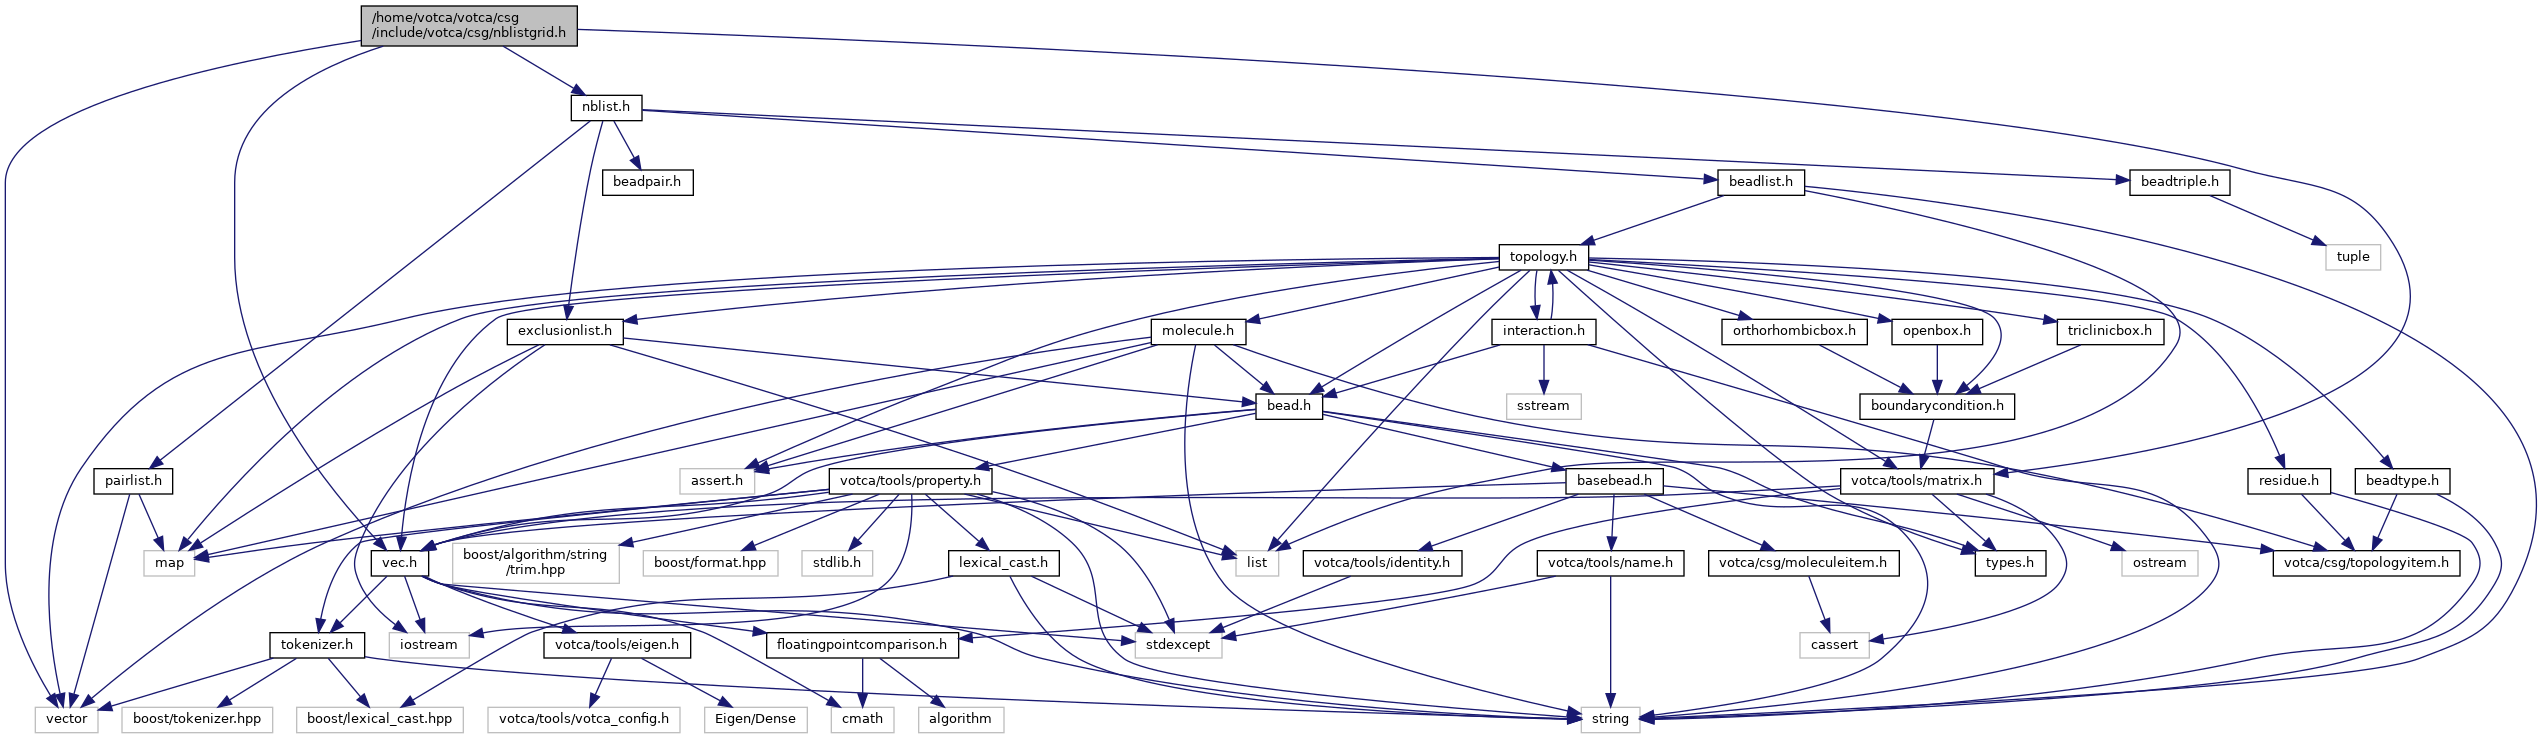 /home/votca/votca/csg
/include/votca/csg/nblistgrid.h
nblist.h
beadpair.h
beadlist.h
beadtriple.h
topology.h
tuple
exclusionlist.h
molecule.h
interaction.h
orthorhombicbox.h
openbox.h
triclinicbox.h
bead.h
sstream
boundarycondition.h
pairlist.h
assert.h
votca/tools/property.h
basebead.h
votca/tools/matrix.h
residue.h
beadtype.h
map
vec.h
boost/algorithm/string
/trim.hpp
boost/format.hpp
stdlib.h
lexical_cast.h
list
votca/tools/identity.h
votca/tools/name.h
votca/csg/moleculeitem.h
types.h
ostream
votca/csg/topologyitem.h
tokenizer.h
iostream
votca/tools/eigen.h
floatingpointcomparison.h
stdexcept
cassert
vector
boost/tokenizer.hpp
boost/lexical_cast.hpp
votca/tools/votca_config.h
Eigen/Dense
cmath
algorithm
string